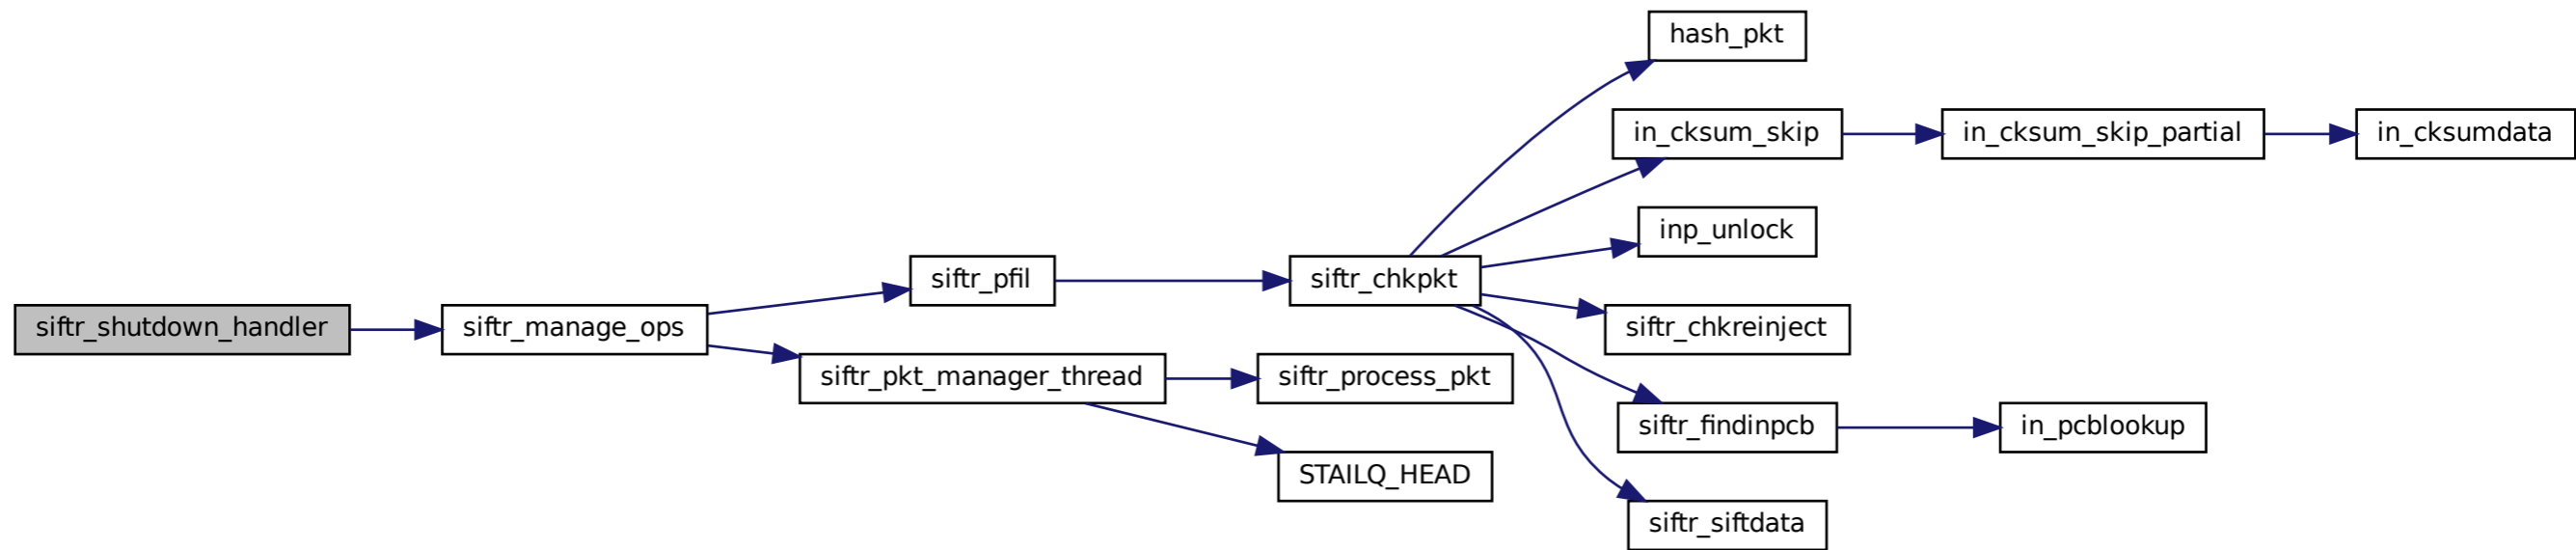 hash_pkt
in_cksum_skip
in_cksum_skip_partial
in_cksumdata
inp_unlock
siftr_pfil
siftr_chkpkt
siftr_shutdown_handler
siftr_manage_ops
siftr_chkreinject
siftr_pkt_manager_thread
siftr_process_pkt
siftr_findinpcb
in_pcblookup
STAILQ_HEAD
siftr_siftdata